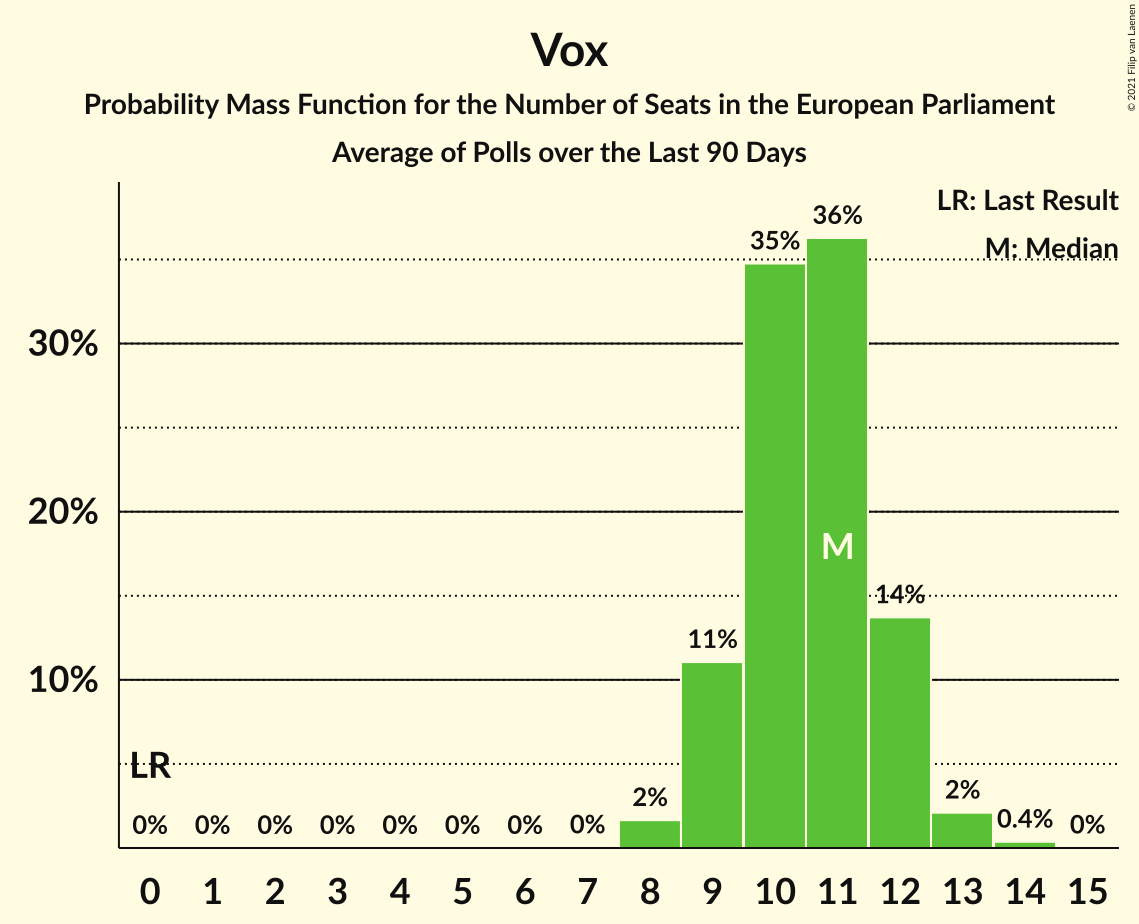 Vox
Probability Mass Function for the Number of Seats in the European Parliament
Average of Polls over the Last 90 Days
© 2021 Filip van Laenen
LR: Last Result
M: Median
30%
20%
10%
LR
M
0% 0% 0% 0% 0% 0% 0% 0% 2% 11% 35% 36% 14% 2% 0.4% 0%
0 1 2 3 4 5 6 7 8 9 10 11 12 13 14 15